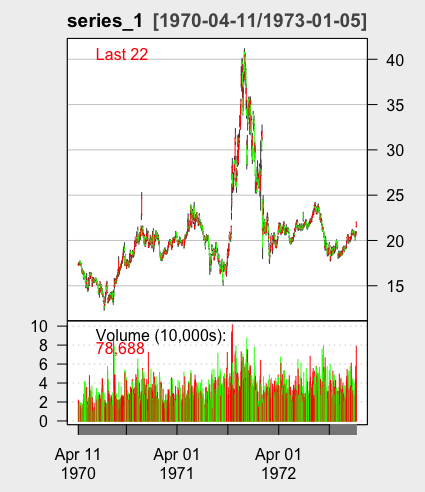 series_1 [1970-04-11/1973-01-05]
Last 22
40
35
30
25
20
15
Volume (10,000s):
78,688
10
8
6
4
2
0
Apr 11 1970
Apr 01 1971
Apr 01 1972